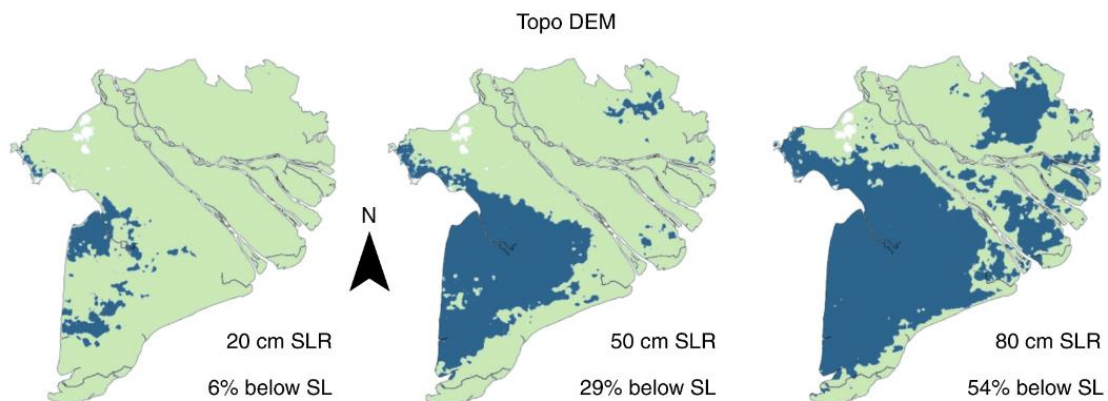 Topo DEM
N
20 cm SLR
6% below SL
50 cm SLR
29% below SL
80 cm SLR
54% below SL